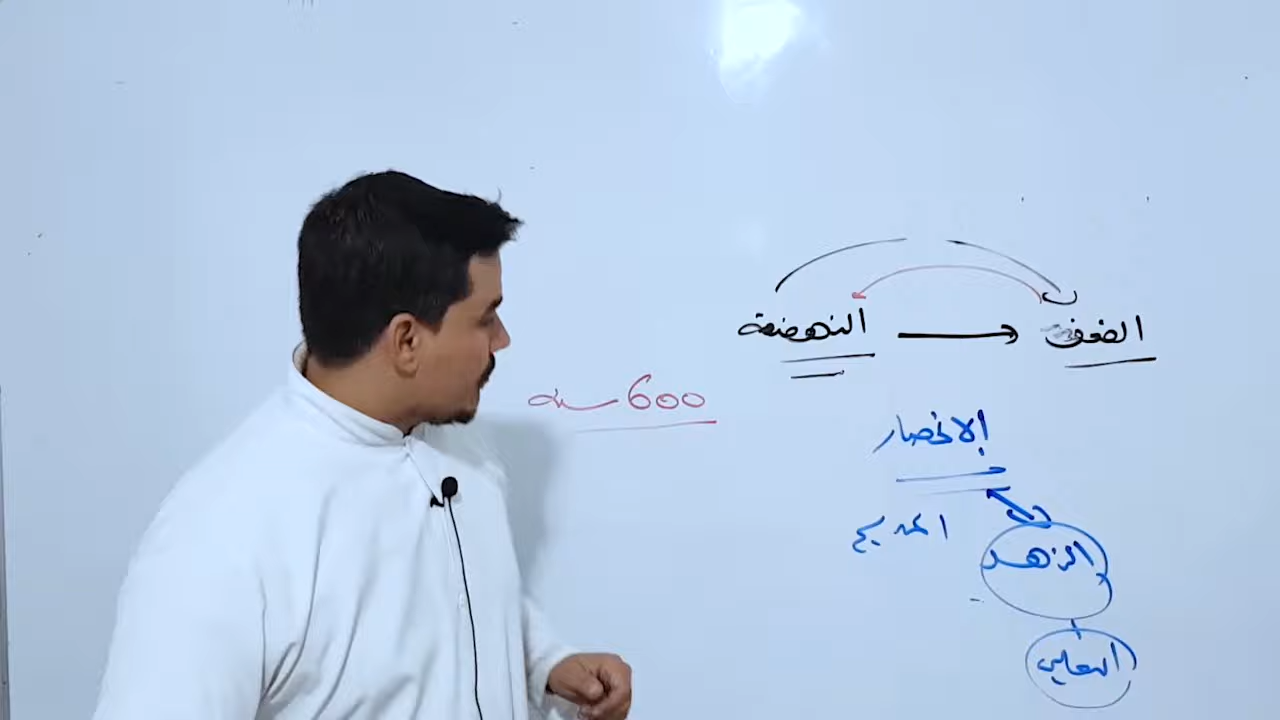 الضعف النهضة
600 سنة
الانحصار
المديح
الزهد